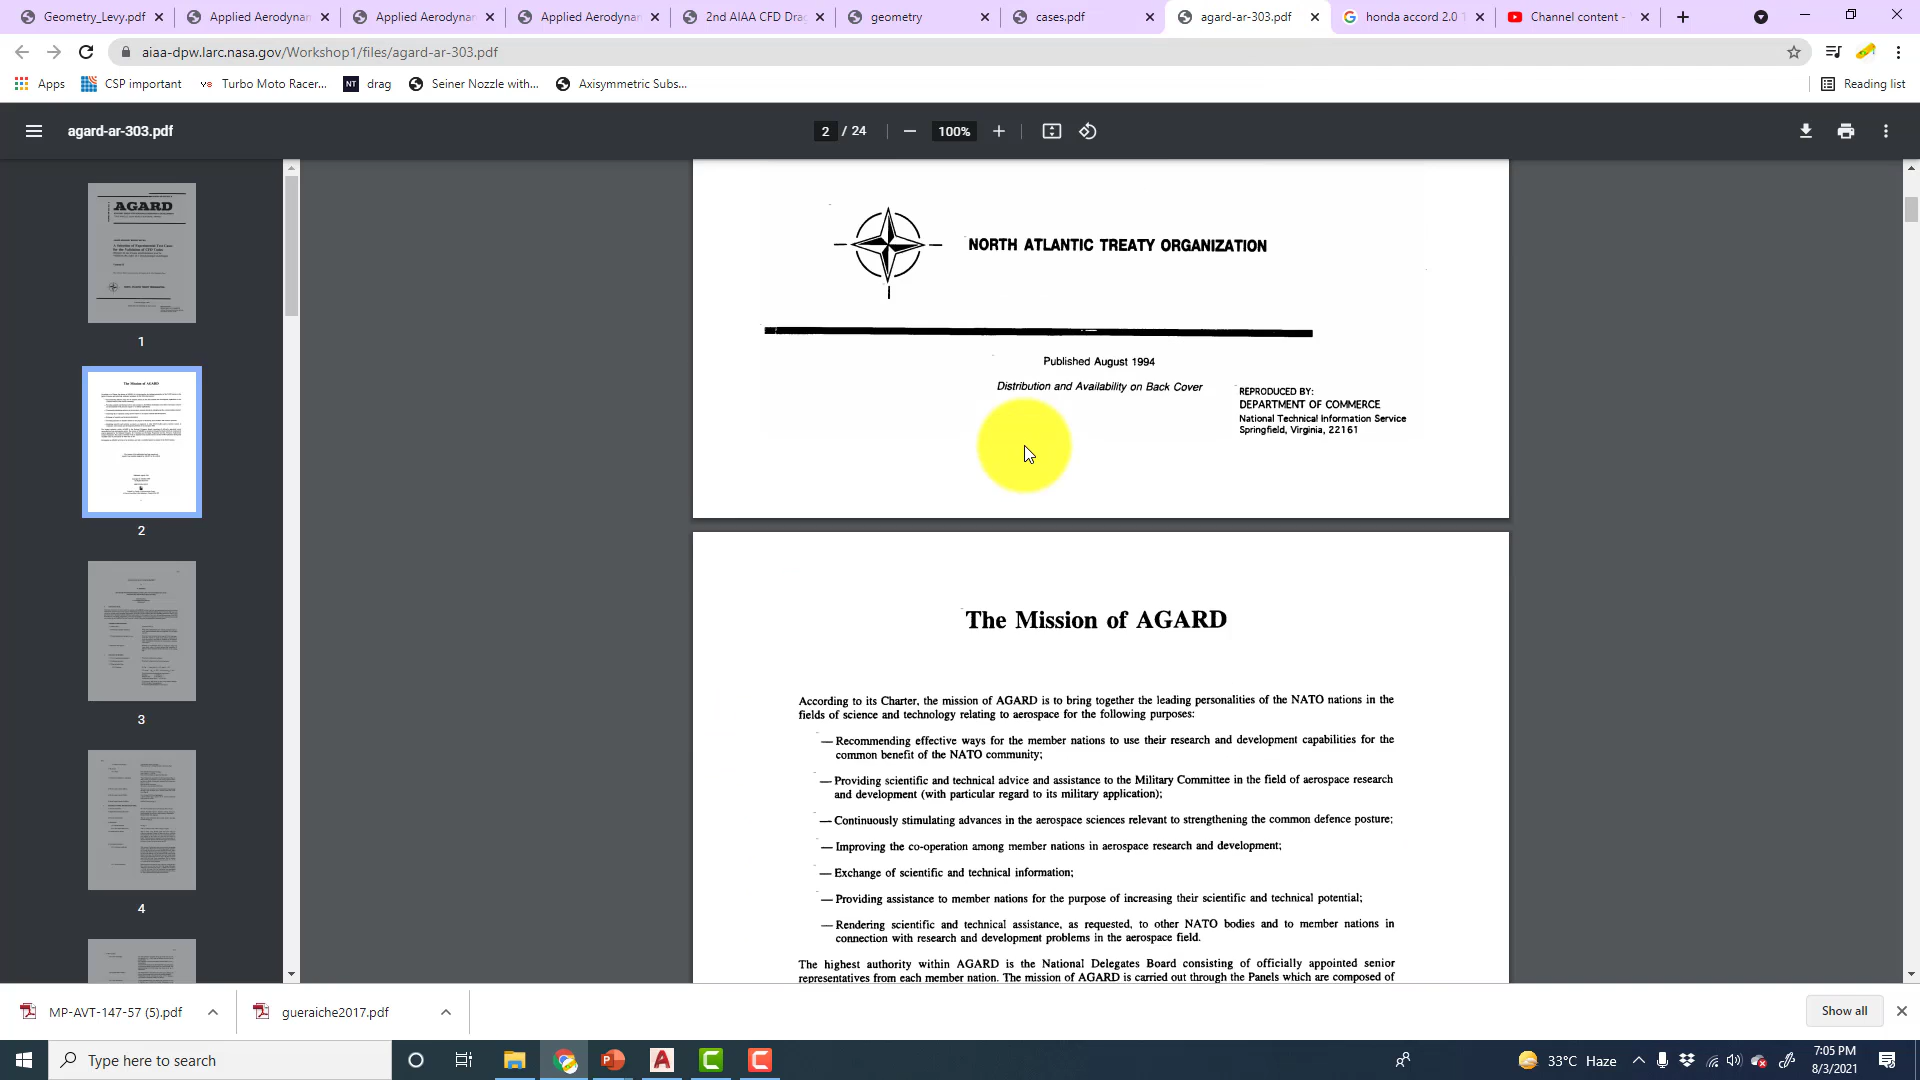 Geometry_Levy.pdf
Applied Aerodynan
Applied Aerodynan
Applied Aerodynan
2nd AIAA CFD Drag
geometry
cases.pdf
agard-ar-303.pdf
honda accord 2.0 T
Channel content -
aiaa-dpw.larc.nasa.gov/Workshop1/files/agard-ar-303.pdf
Apps
CSP important
Turbo Moto Racer...
NT drag
Seiner Nozzle with...
Axisymmetric Subs...
Reading list
agard-ar-303.pdf
2 / 24
100%
AGARD
1
The Mission of AGARD
2
3
4
NORTH ATLANTIC TREATY ORGANIZATION
Published August 1994
Distribution and Availability on Back Cover
REPRODUCED BY:
DEPARTMENT OF COMMERCE
National Technical Information Service
Springfield, Virginia, 22161
The Mission of AGARD
According to its Charter, the mission of AGARD is to bring together the leading personalities of the NATO nations in the
fields of science and technology relating to aerospace for the following purposes:
— Recommending effective ways for the member nations to use their research and development capabilities for the
common benefit of the NATO community;
— Providing scientific and technical advice and assistance to the Military Committee in the field of aerospace research
and development (with particular regard to its military application);
— Continuously stimulating advances in the aerospace sciences relevant to strengthening the common defence posture;
— Improving the co-operation among member nations in aerospace research and development;
— Exchange of scientific and technical information;
— Providing assistance to member nations for the purpose of increasing their scientific and technical potential;
— Rendering scientific and technical assistance, as requested, to other NATO bodies and to member nations in
connection with research and development problems in the aerospace field.
The highest authority within AGARD is the National Delegates Board consisting of officially appointed senior
representatives from each member nation. The mission of AGARD is carried out through the Panels which are composed of
MP-AVT-147-57 (5).pdf
gueraiche2017.pdf
Show all
Type here to search
33°C Haze
7:05 PM
8/3/2021